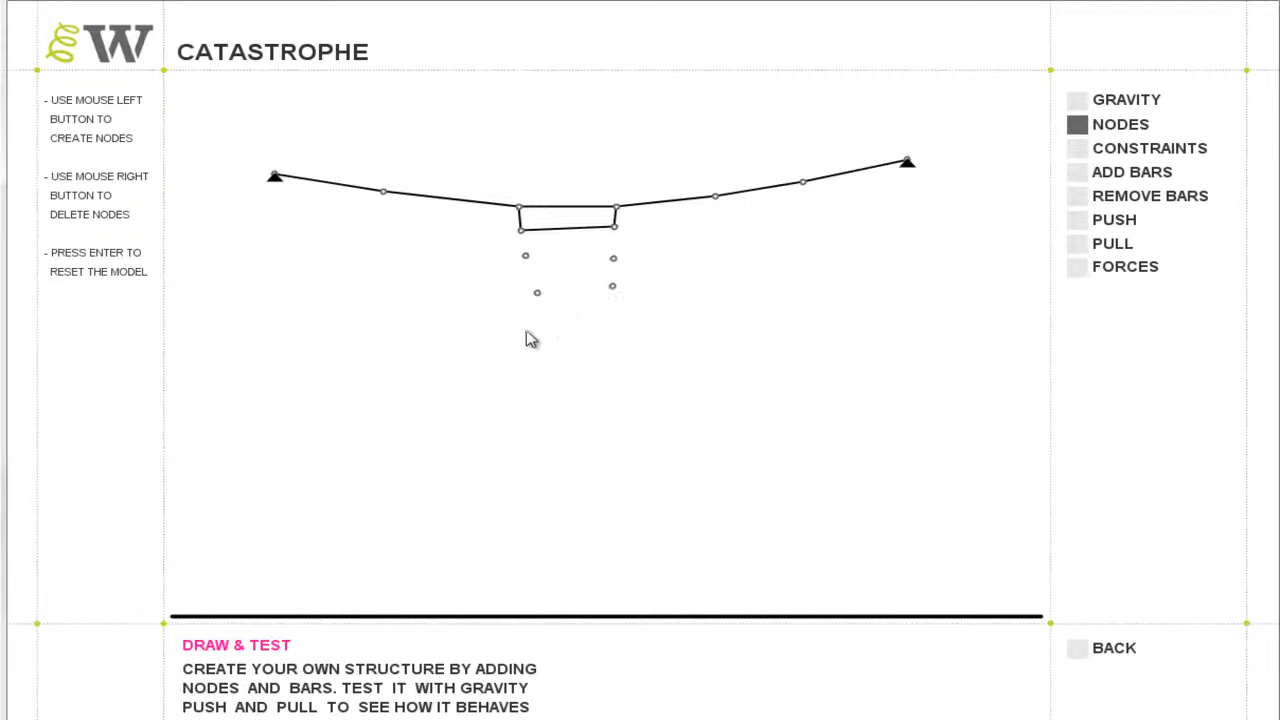 W
CATASTROPHE
- USE MOUSE LEFT
BUTTON TO
CREATE NODES
- USE MOUSE RIGHT
BUTTON TO
DELETE NODES
- PRESS ENTER TO
RESET THE MODEL
GRAVITY
NODES
CONSTRAINTS
ADD BARS
REMOVE BARS
PUSH
PULL
FORCES
DRAW & TEST
CREATE YOUR OWN STRUCTURE BY ADDING
NODES AND BARS. TEST IT WITH GRAVITY
PUSH AND PULL TO SEE HOW IT BEHAVES
BACK